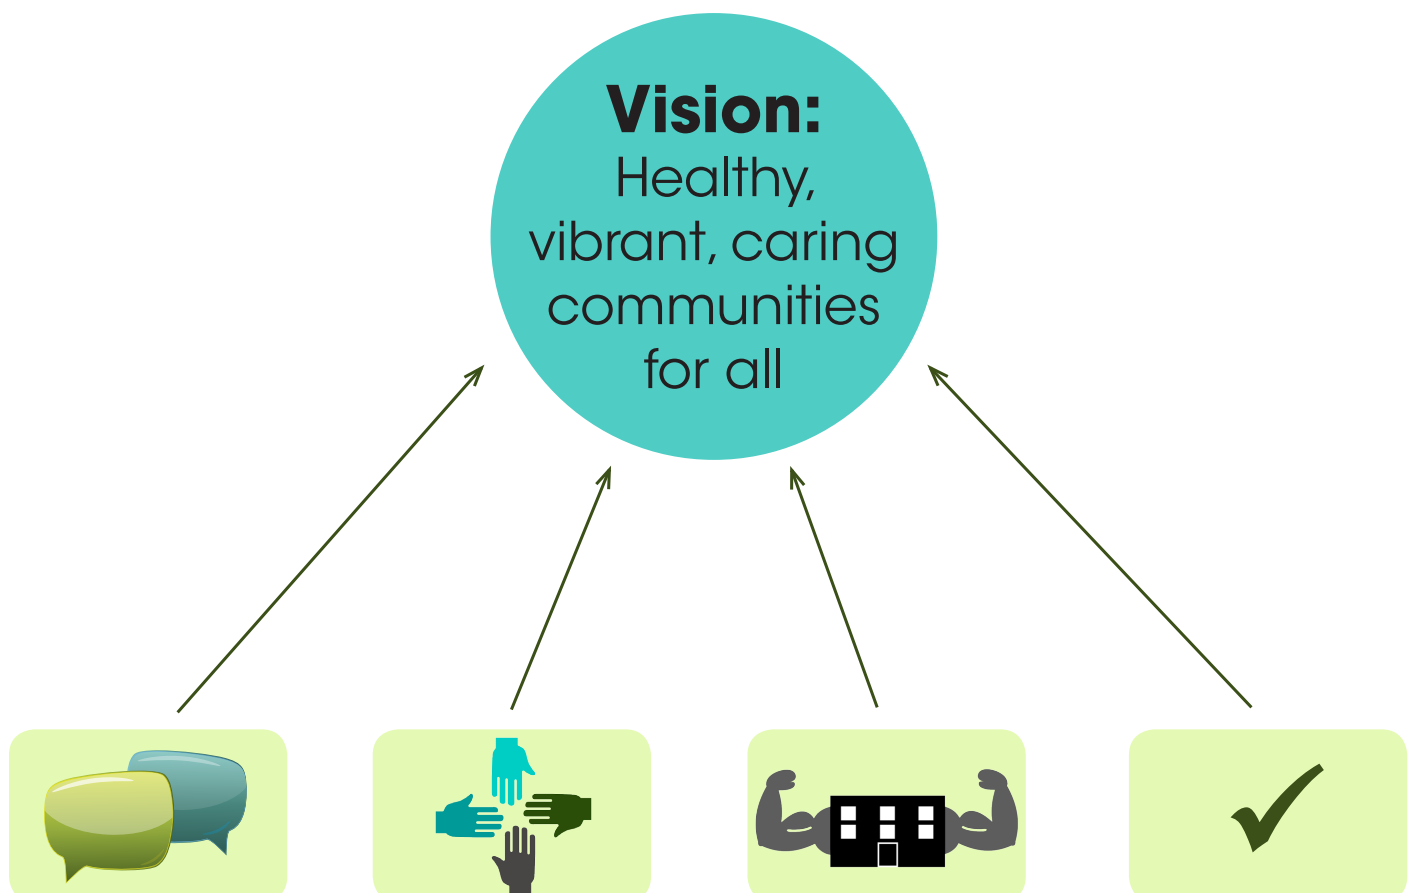 Vision:
Healthy,
vibrant, caring
communities
for all